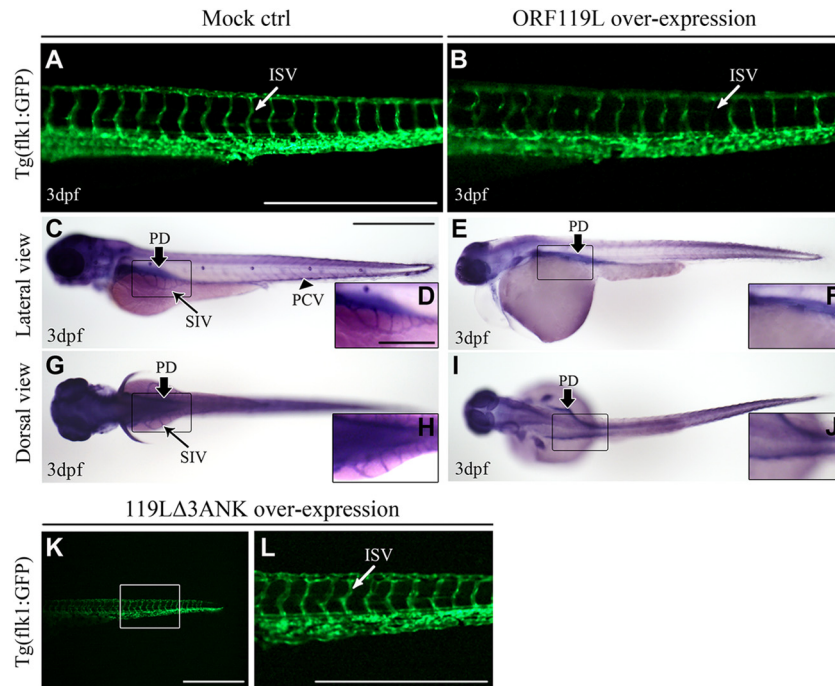 Mock ctrl
ORF119L over-expression
Tg(flk1:GFP)
A
ISV
3dpf
B
ISV
3dpf
Lateral view
C
PD
SIV
PCV
D
3dpf
E
PD
F
3dpf
Dorsal view
G
PD
SIV
H
3dpf
I
PD
J
3dpf
119LΔ3ANK over-expression
Tg(flk1:GFP)
K
L
ISV